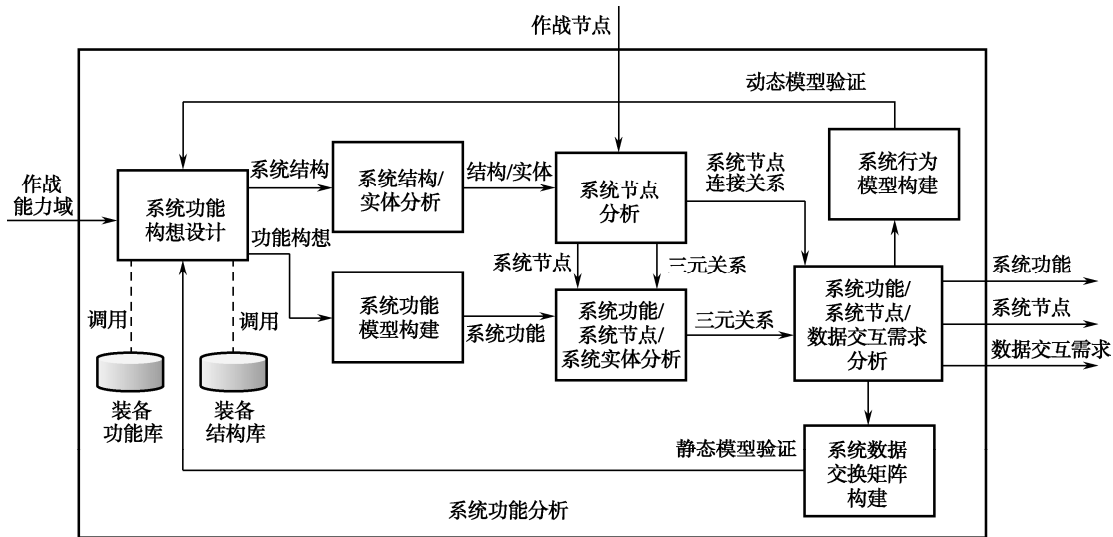 作战节点
动态模型验证
作战
能力域
系统功能
构想设计
系统结构
系统结构/
实体分析
结构/实体
系统节点
分析
系统节点
连接关系
系统行为
模型构建
功能构想
系统功能
模型构建
系统功能
系统节点
三元关系
系统功能/
系统节点/
系统实体分析
三元关系
系统功能/
系统节点/
数据交互需求
分析
系统功能
系统节点
数据交互需求
调用
调用
装备
功能库
装备
结构库
静态模型验证
系统数据
交换矩阵
构建
系统功能分析